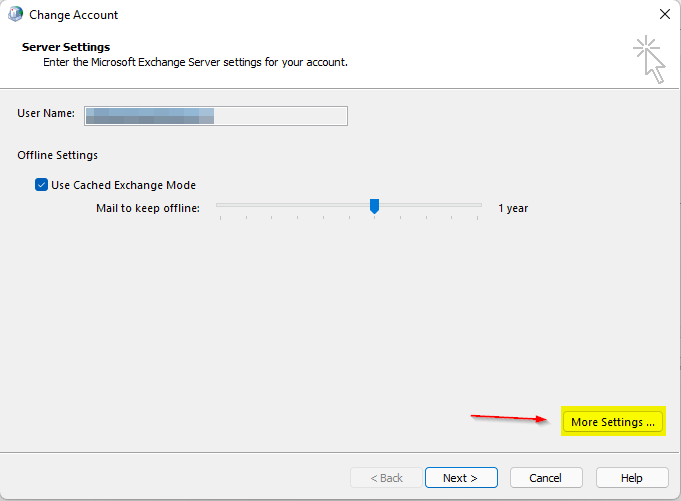 Change Account
Server Settings
Enter the Microsoft Exchange Server settings for your account.
User Name:
Offline Settings
Use Cached Exchange Mode
Mail to keep offline: 1 year
More Settings ...
< Back Next > Cancel Help